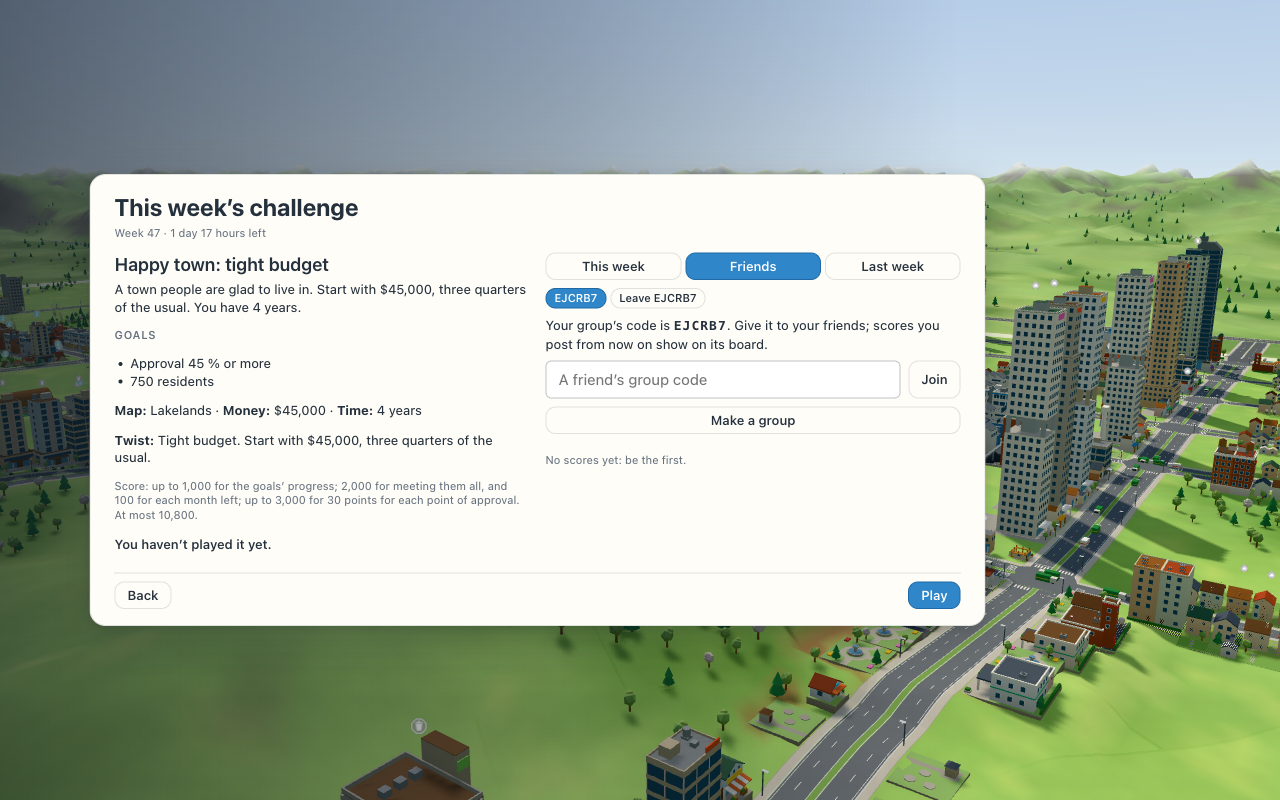 This week’s challenge
Week 47 · 1 day 17 hours left
Happy town: tight budget
A town people are glad to live in. Start with $45,000, three quarters
of the usual. You have 4 years.
GOALS
• Approval 45 % or more
• 750 residents
Map: Lakelands · Money: $45,000 · Time: 4 years
Twist: Tight budget. Start with $45,000, three quarters of the
usual.
Score: up to 1,000 for the goals’ progress; 2,000 for meeting them all, and
100 for each month left; up to 3,000 for 30 points for each point of approval.
At most 10,800.
You haven’t played it yet.
This week
Friends
Last week
EJCRB7
Leave EJCRB7
Your group’s code is EJCRB7. Give it to your friends; scores you
post from now on show on its board.
A friend’s group code
Join
Make a group
No scores yet: be the first.
Back
Play